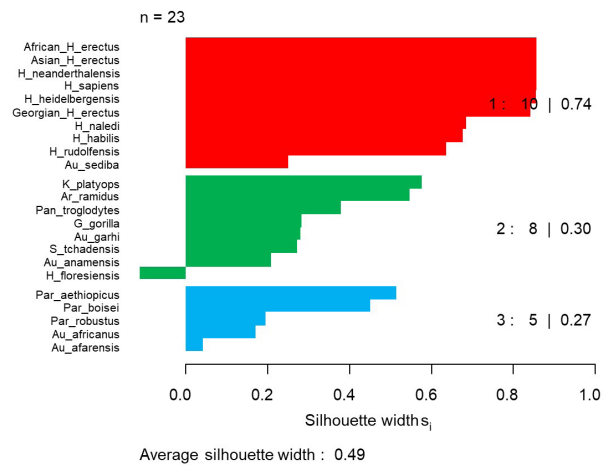 n = 23
African_H_erectus
Asian_H_erectus
H_neanderthalensis
H_sapiens
H_heidelbergensis
1 : 10 | 0.74
Georgian_H_erectus
H_naledi
H_habilis
H_rudolfensis
Au_sediba
K_platyops
Ar_ramidus
Pan_troglodytes
G_gorilla
2 : 8 | 0.30
Au_garhi
S_tchadensis
Au_anamensis
H_floresiensis
Par_aethiopicus
Par_boisei
Par_robustus
3 : 5 | 0.27
Au_africanus
Au_afarensis
0.0 0.2 0.4 0.6 0.8 1.0
Silhouette width si
Average silhouette width : 0.49